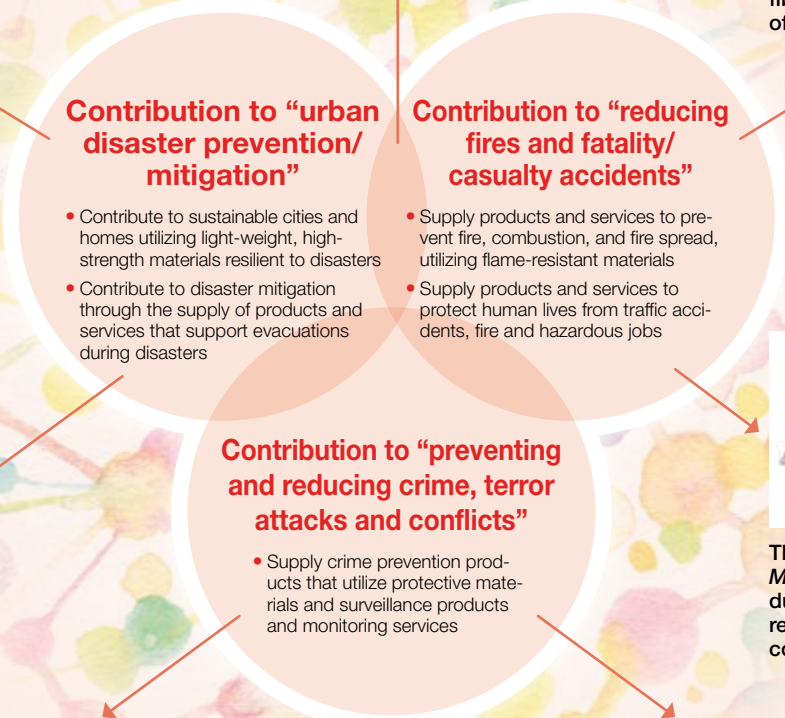 Contribution to “urban
disaster prevention/
mitigation”
• Contribute to sustainable cities and
homes utilizing light-weight, high-
strength materials resilient to disasters
• Contribute to disaster mitigation
through the supply of products and
services that support evacuations
during disasters
Contribution to “reducing
fires and fatality/
casualty accidents”
• Supply products and services to pre-
vent fire, combustion, and fire spread,
utilizing flame-resistant materials
• Supply products and services to
protect human lives from traffic acci-
dents, fire and hazardous jobs
Contribution to “preventing
and reducing crime, terror
attacks and conflicts”
• Supply crime prevention prod-
ucts that utilize protective mate-
rials and surveillance products
and monitoring services